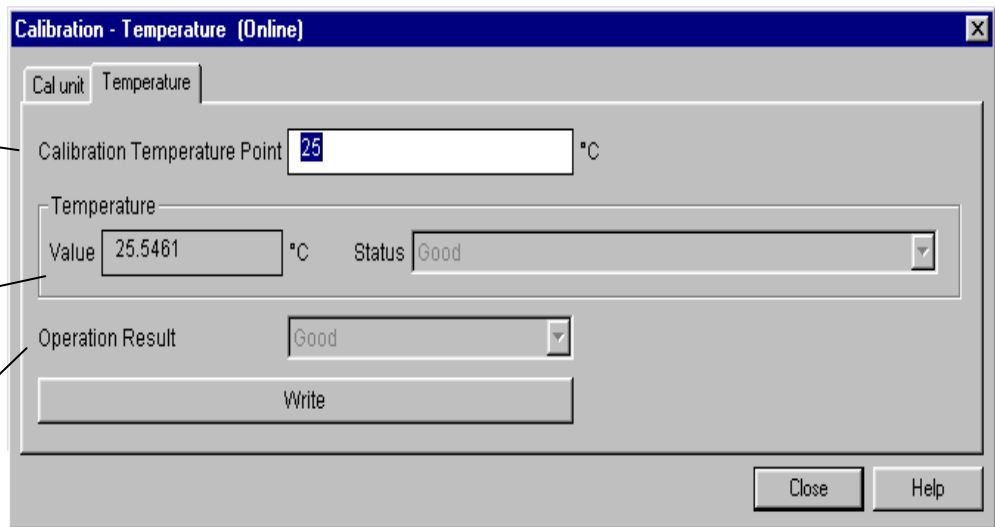 Calibration - Temperature (Online)
Cal unit Temperature
Calibration Temperature Point 25 °C
Temperature
Value 25.5461 °C Status Good
Operation Result Good
Write
Close Help